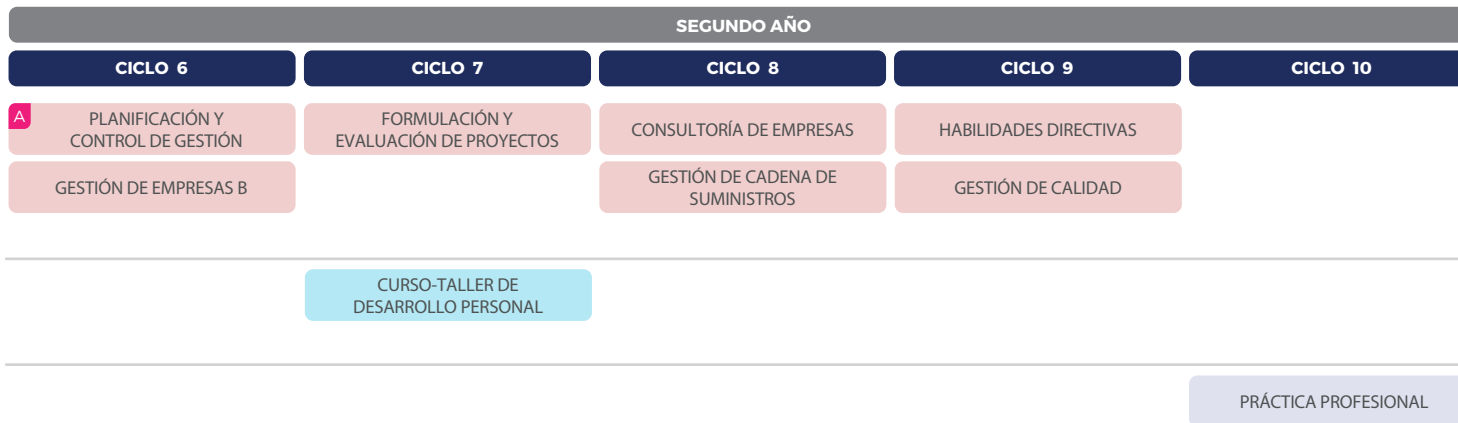 SEGUNDO AÑO
CICLO 6
CICLO 7
CICLO 8
CICLO 9
CICLO 10
A
PLANIFICACIÓN Y
CONTROL DE GESTIÓN
FORMULACIÓN Y
EVALUACIÓN DE PROYECTOS
CONSULTORÍA DE EMPRESAS
HABILIDADES DIRECTIVAS
GESTIÓN DE EMPRESAS B
GESTIÓN DE CADENA DE
SUMINISTROS
GESTIÓN DE CALIDAD
CURSO-TALLER DE
DESARROLLO PERSONAL
PRÁCTICA PROFESIONAL